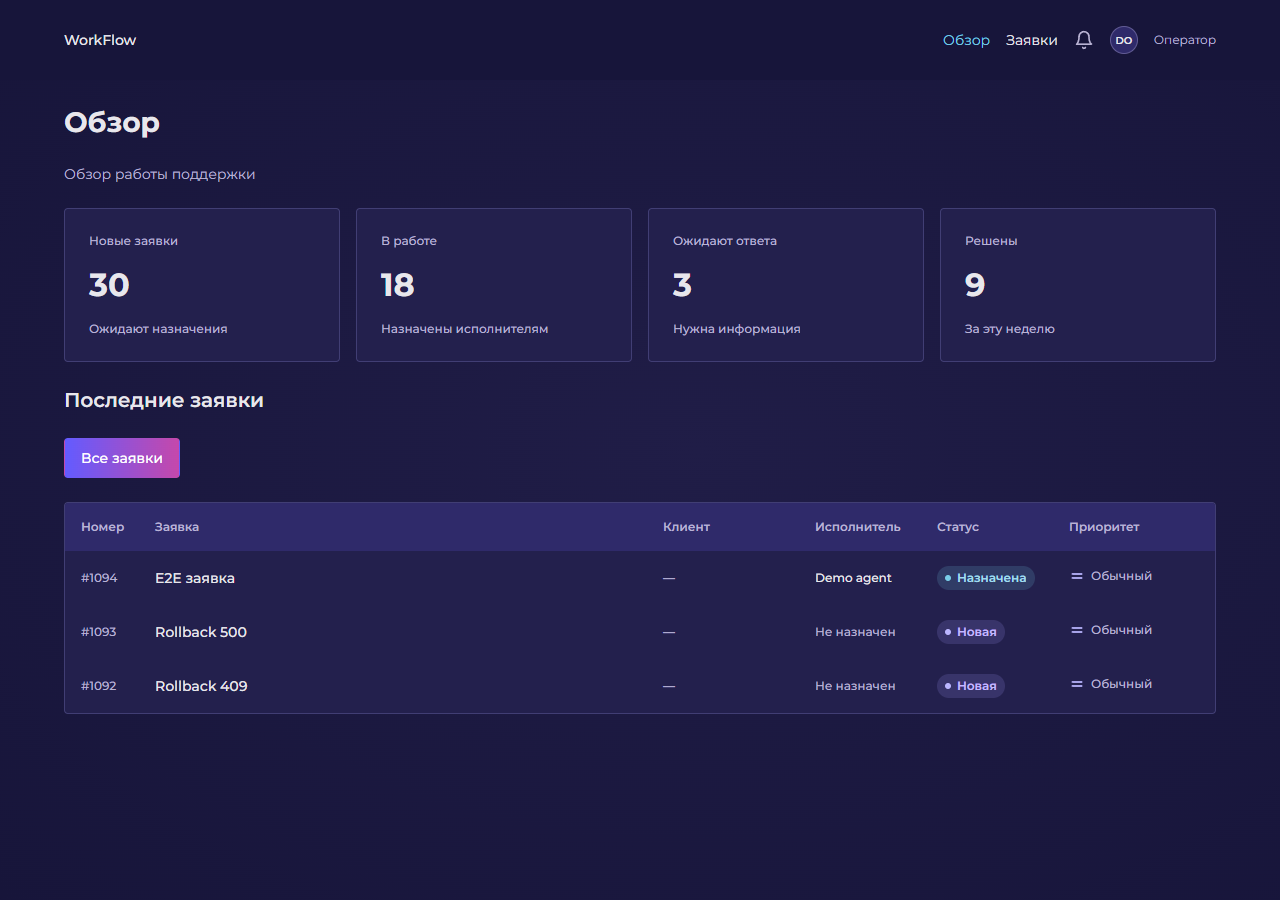 WorkFlow Обзор Заявки DO Оператор
Обзор
Обзор работы поддержки
Новые заявки В работе Ожидают ответа Решены
30 18 3 9
Ожидают назначения Назначены исполнителям Нужна информация За эту неделю
Последние заявки
Все заявки
Номер Заявка Клиент Исполнитель Статус Приоритет
#1094 E2E заявка — Demo agent Назначена Обычный
#1093 Rollback 500 — Не назначен Новая Обычный
#1092 Rollback 409 — Не назначен Новая Обычный